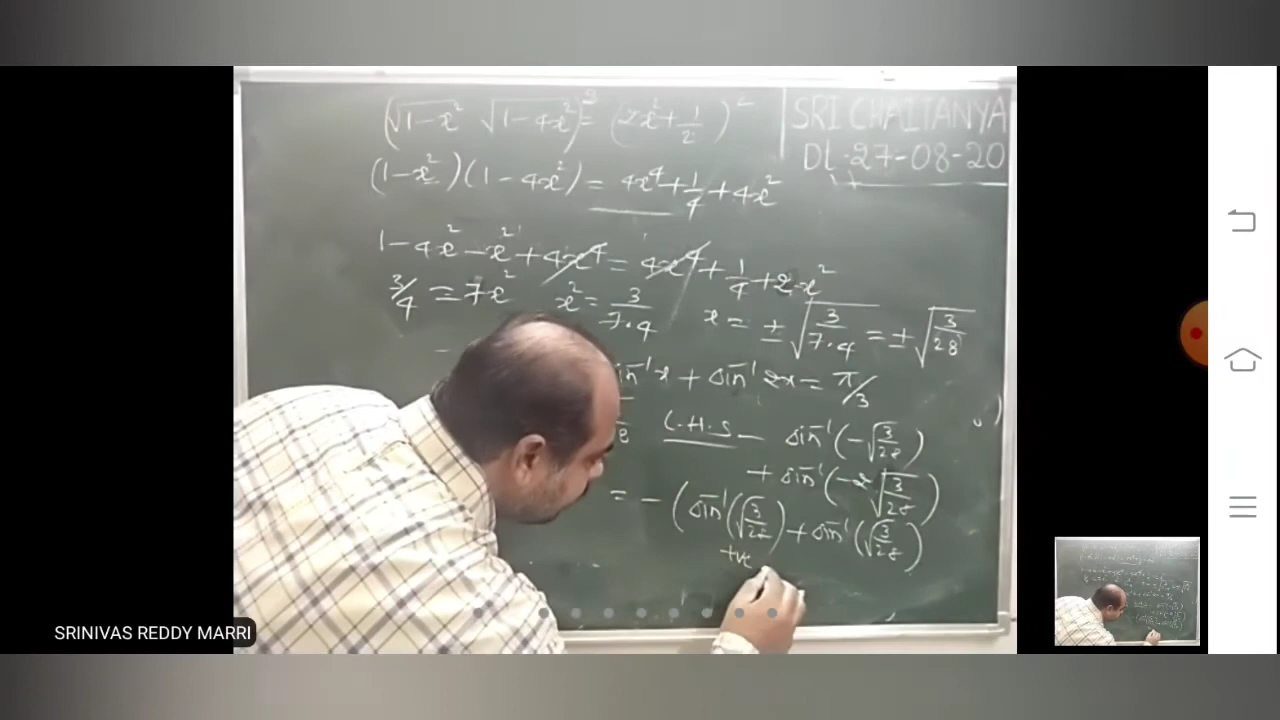 (√1-x² √1-4x²)² = (2x²+1/2)²
SRI CHAITANYA
Dt. 27-08-20
(1-x²)(1-4x²) = 4x⁴+1/4+4x²
1-4x²-x²+4x⁴ = 4x⁴+1/4+2x²
3/4 = 7x² x² = 3/7.4 x = ±√3/7.4 = ±√3/28
sin⁻¹x + sin⁻¹2x = π/3
L.H.S - sin⁻¹(-√3/28)
+ sin⁻¹(-2√3/28)
= -(sin⁻¹(√3/28) + sin⁻¹(√3/28)
+ve
SRINIVAS REDDY MARRI